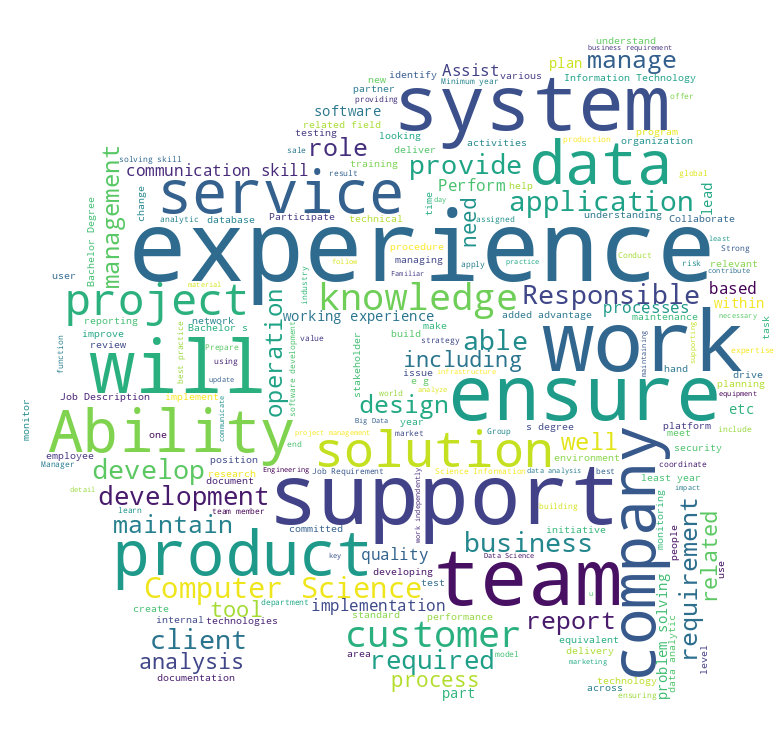 understand
business requirement
manage
plan
Assist
various
identify
new
Minimum year
Information Technology
partner
providing
system
offer
software
related field
testing
looking
activities
production
program
organization
role
deliver
data
solving skill
sale
result
training
provide
global
communication skill
service
Perform
help
application
lead
management
Bachelor Degree
change
analytic
database
Participate
technical
time
day
need
assigned
understanding
Collaborate
experience
procedure
managing
least
Strong
user
material
follow
Familiar
apply
practice
Conduct
risk
relevant
contribute
industry
project
knowledge
Responsible
based
within
reporting
network
operation
working experience
added advantage
processes
maintenance
necessary
task
improve
Bachelor s
value
build
make
strategy
able
work
supporting
expertise
function
review
best practice
Prepare
using
software development
stakeholder
issue
including
maintaining
hand
drive
will
update
infrastructure
planning
equipment
Job Description
implement
communicate
e g
world
analyze
ensure
design
year
etc
include
monitor
one
Ability
project management
end
Big Data
market
Group
s degree
platform
meet
security
employee
Manager
position
solution
well
environment
develop
research
Engineering
Job Requirement
Science Information
data analysis
best
coordinate
detail
document
support
work independently
least year
impact
development
building
company
learn
team member
maintain
committed
Data Science
initiative
business
monitoring
people
requirement
related
use
product
key
quality
developing
test
team
Computer Science
tool
department
implementation
u
create
internal
technologies
standard
performance
report
problem solving
data analytic
level
client
customer
equivalent
analysis
area
required
model
delivery
marketing
documentation
process
part
technology
across
ensuring